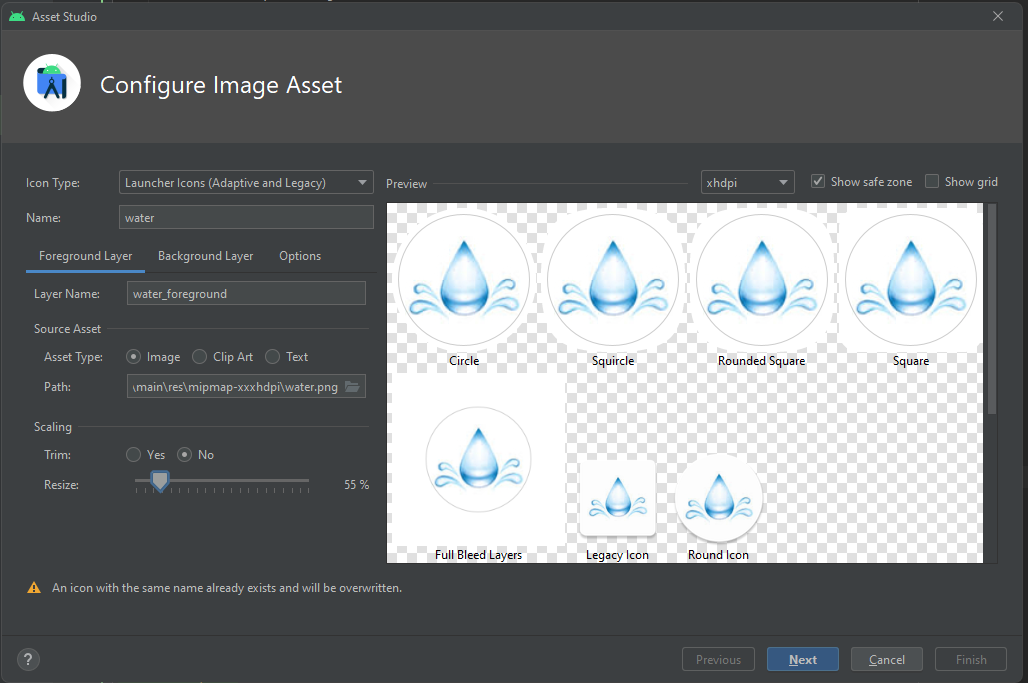 Asset Studio
Configure Image Asset
Icon Type: Launcher Icons (Adaptive and Legacy)
Name: water
Foreground Layer Background Layer Options
Layer Name: water_foreground
Source Asset
Asset Type: Image Clip Art Text
Path: \main\res\mipmap-xxxhdpi\water.png
Scaling
Trim: Yes No
Resize: 55 %
Preview xhdpi Show safe zone Show grid
Circle Squircle Rounded Square Square
Full Bleed Layers Legacy Icon Round Icon
An icon with the same name already exists and will be overwritten.
? Previous Next Cancel Finish